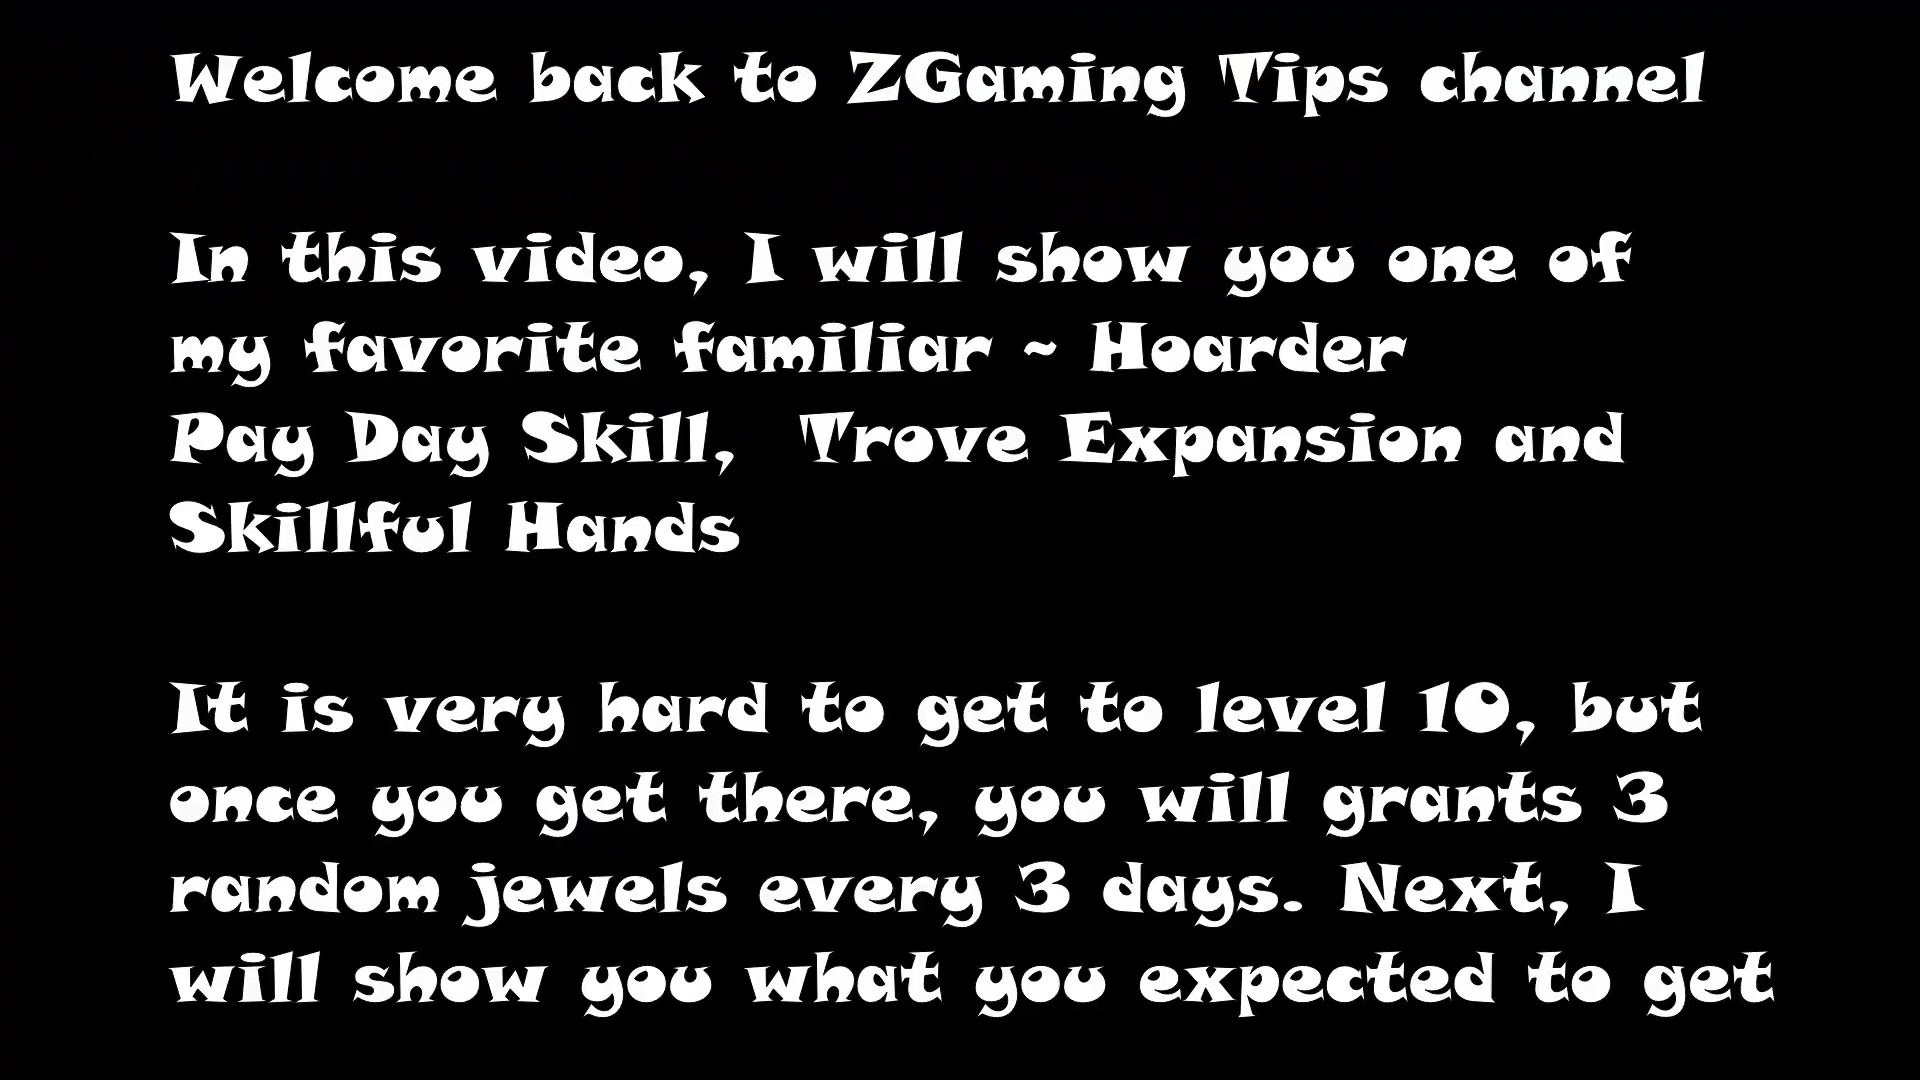 Welcome back to ZGaming Tips channel
In this video, I will show you one of
my favorite familiar ~ Hoarder
Pay Day Skill,  Trove Expansion and
Skillful Hands
It is very hard to get to level 10, but
once you get there, you will grants 3
random jewels every 3 days. Next, I
will show you what you expected to get